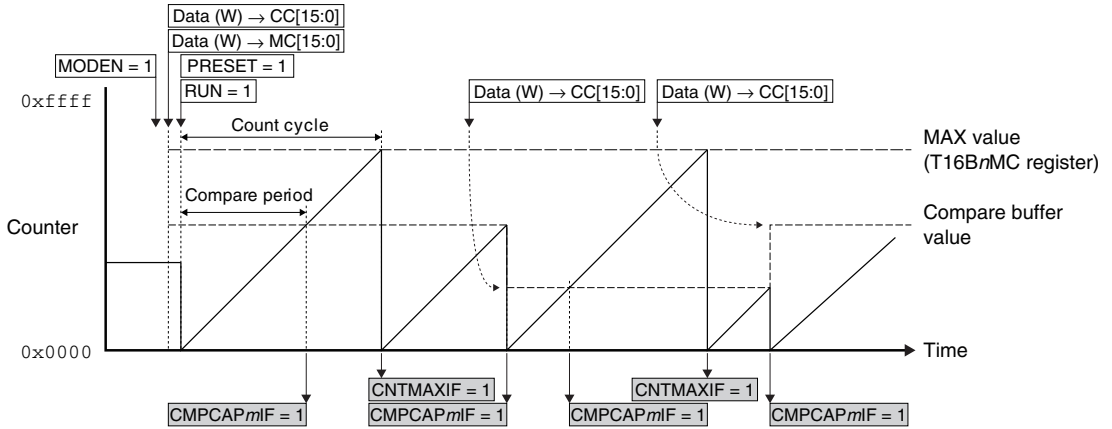 Data (W) → CC[15:0]
Data (W) → MC[15:0]
MODEN = 1
PRESET = 1
RUN = 1
Data (W) → CC[15:0]
Data (W) → CC[15:0]
0xffff
Count cycle
MAX value
(T16BnMC register)
Compare period
Compare buffer
value
Counter
0x0000
Time
CNTMAXIF = 1
CNTMAXIF = 1
CMPCAPmIF = 1
CMPCAPmIF = 1
CMPCAPmIF = 1
CMPCAPmIF = 1